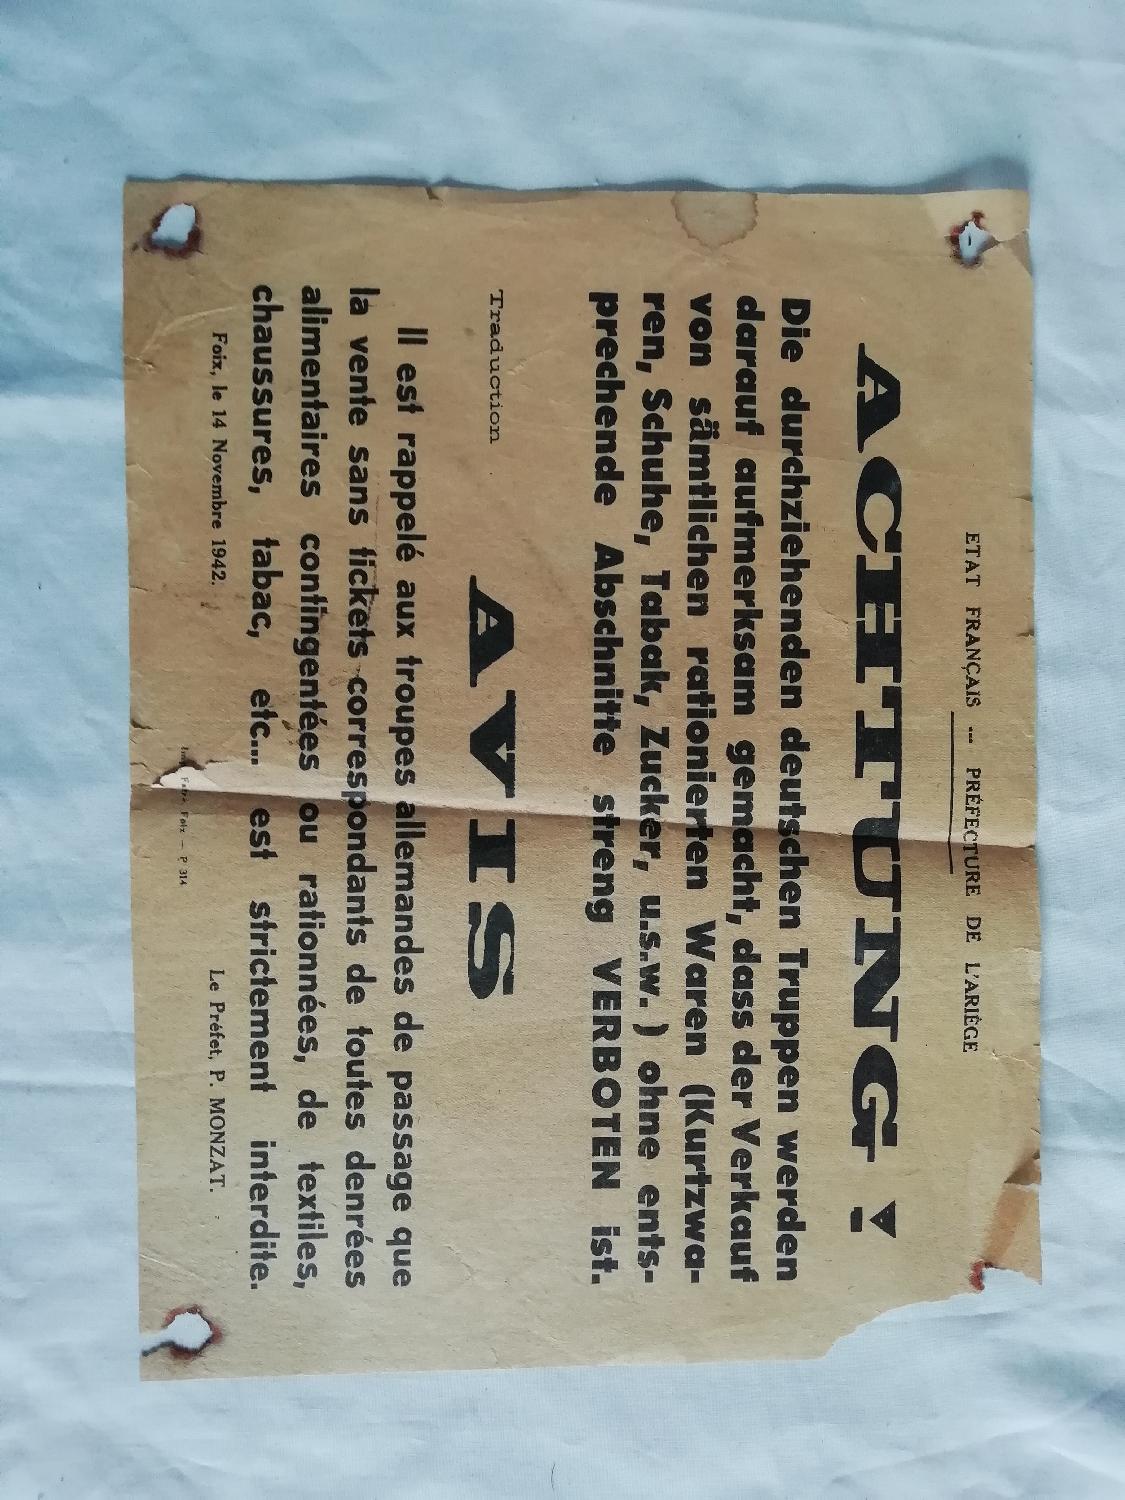 ETAT FRANÇAIS --- PRÉFECTURE DE L'ARIÈGE
ACHTUNG !
Die durchziehenden deutschen Truppen werden
darauf aufmerksam gemacht, dass der Verkauf
von sämtlichen rationierten Waren (Kurtzwa-
ren, Schuhe, Tabak, Zucker, u.s.w. ) ohne ents-
prechende Abschnitte streng VERBOTEN ist.
Traduction
AVIS
Il est rappelé aux troupes allemandes de passage que
la vente sans tickets correspondants de toutes denrées
alimentaires contingentées ou rationnées, de textiles,
chaussures, tabac, etc... est strictement interdite.
Foix, le 14 Novembre 1942.
Le Préfet, P. MONZAT.
Foix — P 314